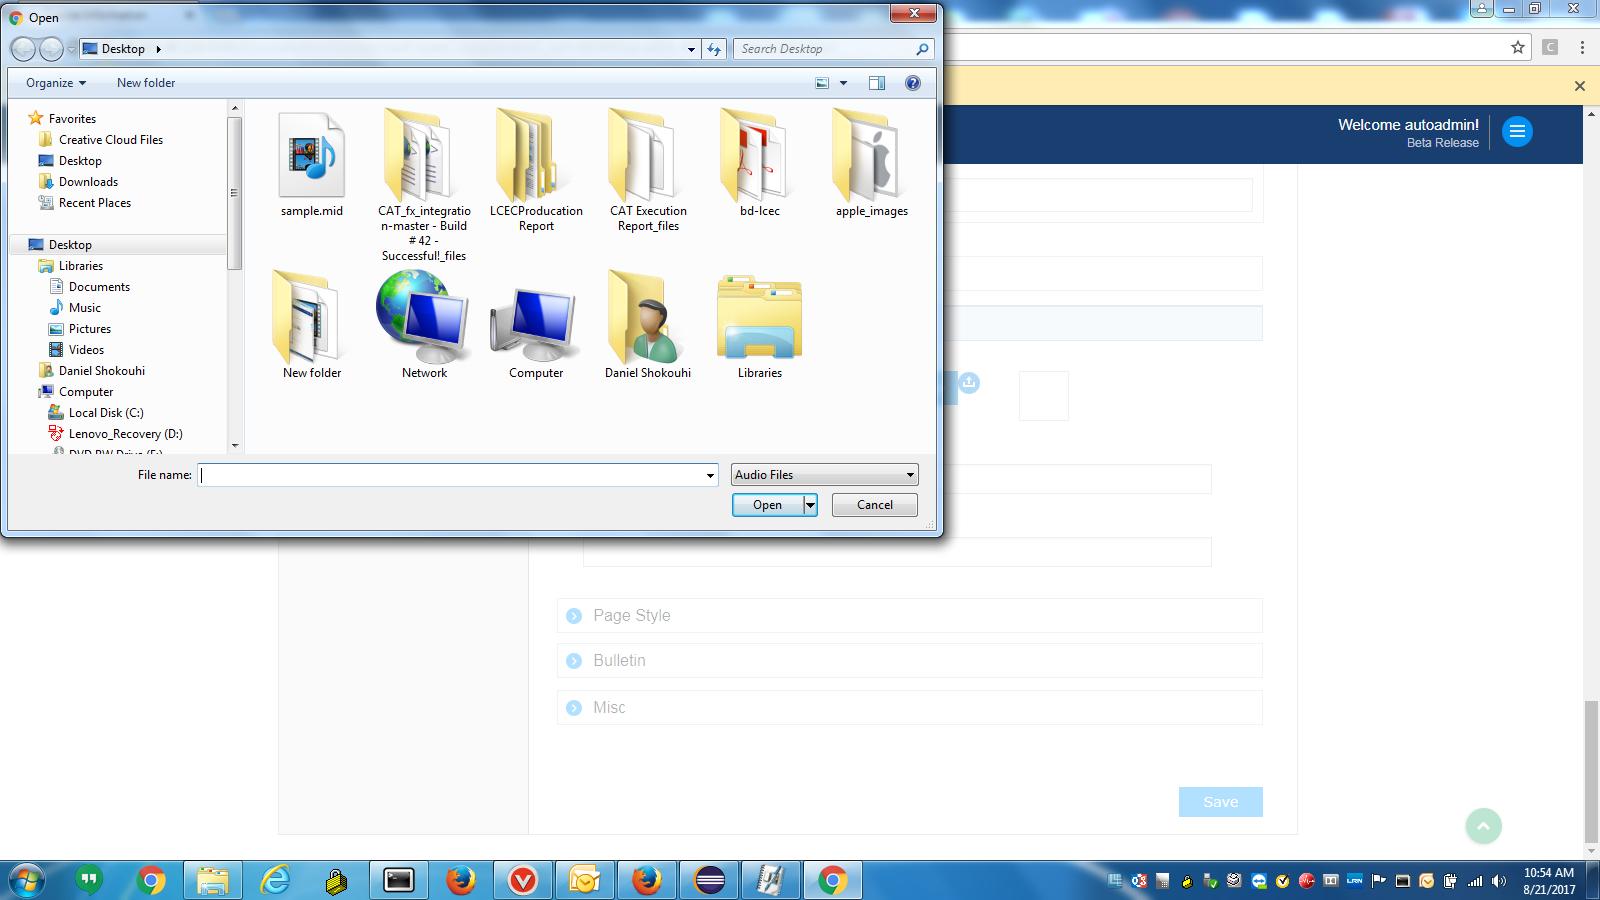 Open
Desktop
Search Desktop
Organize
New folder
Favorites
Creative Cloud Files
Desktop
Downloads
Recent Places
Desktop
Libraries
Documents
Music
Pictures
Videos
Daniel Shokouhi
Computer
Local Disk (C:)
Lenovo_Recovery (D:)
sample.mid
CAT_fx_integratio
n-master - Build
# 42 -
Successful!_files
LCECProducation
Report
CAT Execution
Report_files
bd-lcec
apple_images
New folder
Network
Computer
Daniel Shokouhi
Libraries
File name:
Audio Files
Open
Cancel
Welcome autoadmin!
Beta Release
Page Style
Bulletin
Misc
Save
10:54 AM
8/21/2017